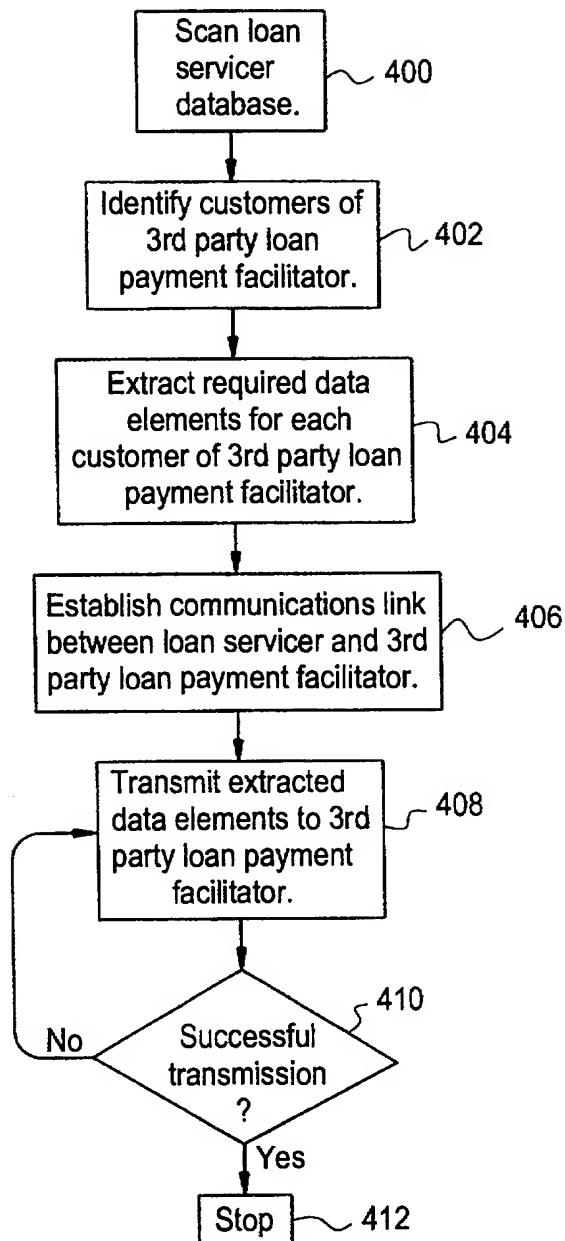 Scan loan
servicer
database.
400
Identify customers of
3rd party loan
payment facilitator.
402
Extract required data
elements for each
customer of 3rd party loan
payment facilitator.
404
Establish communications link
between loan servicer and 3rd
party loan payment facilitator.
406
Transmit extracted
data elements to 3rd
party loan payment
facilitator.
408
410
Successful
transmission
?
No
Yes
Stop
412